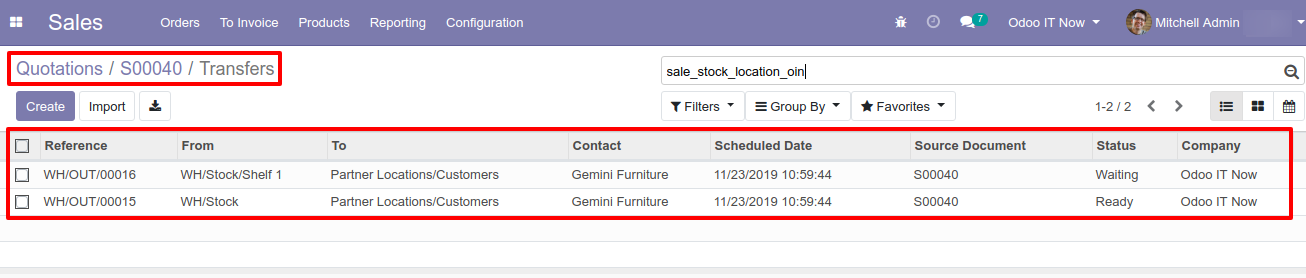 Sales Orders To Invoice Products Reporting Configuration 7 Odoo IT Now Mitchell Admin
Quotations / S00040 / Transfers sale_stock_location_oin
Create Import Filters Group By Favorites 1-2 / 2
Reference From To Contact Scheduled Date Source Document Status Company
WH/OUT/00016 WH/Stock/Shelf 1 Partner Locations/Customers Gemini Furniture 11/23/2019 10:59:44 S00040 Waiting Odoo IT Now
WH/OUT/00015 WH/Stock Partner Locations/Customers Gemini Furniture 11/23/2019 10:59:44 S00040 Ready Odoo IT Now